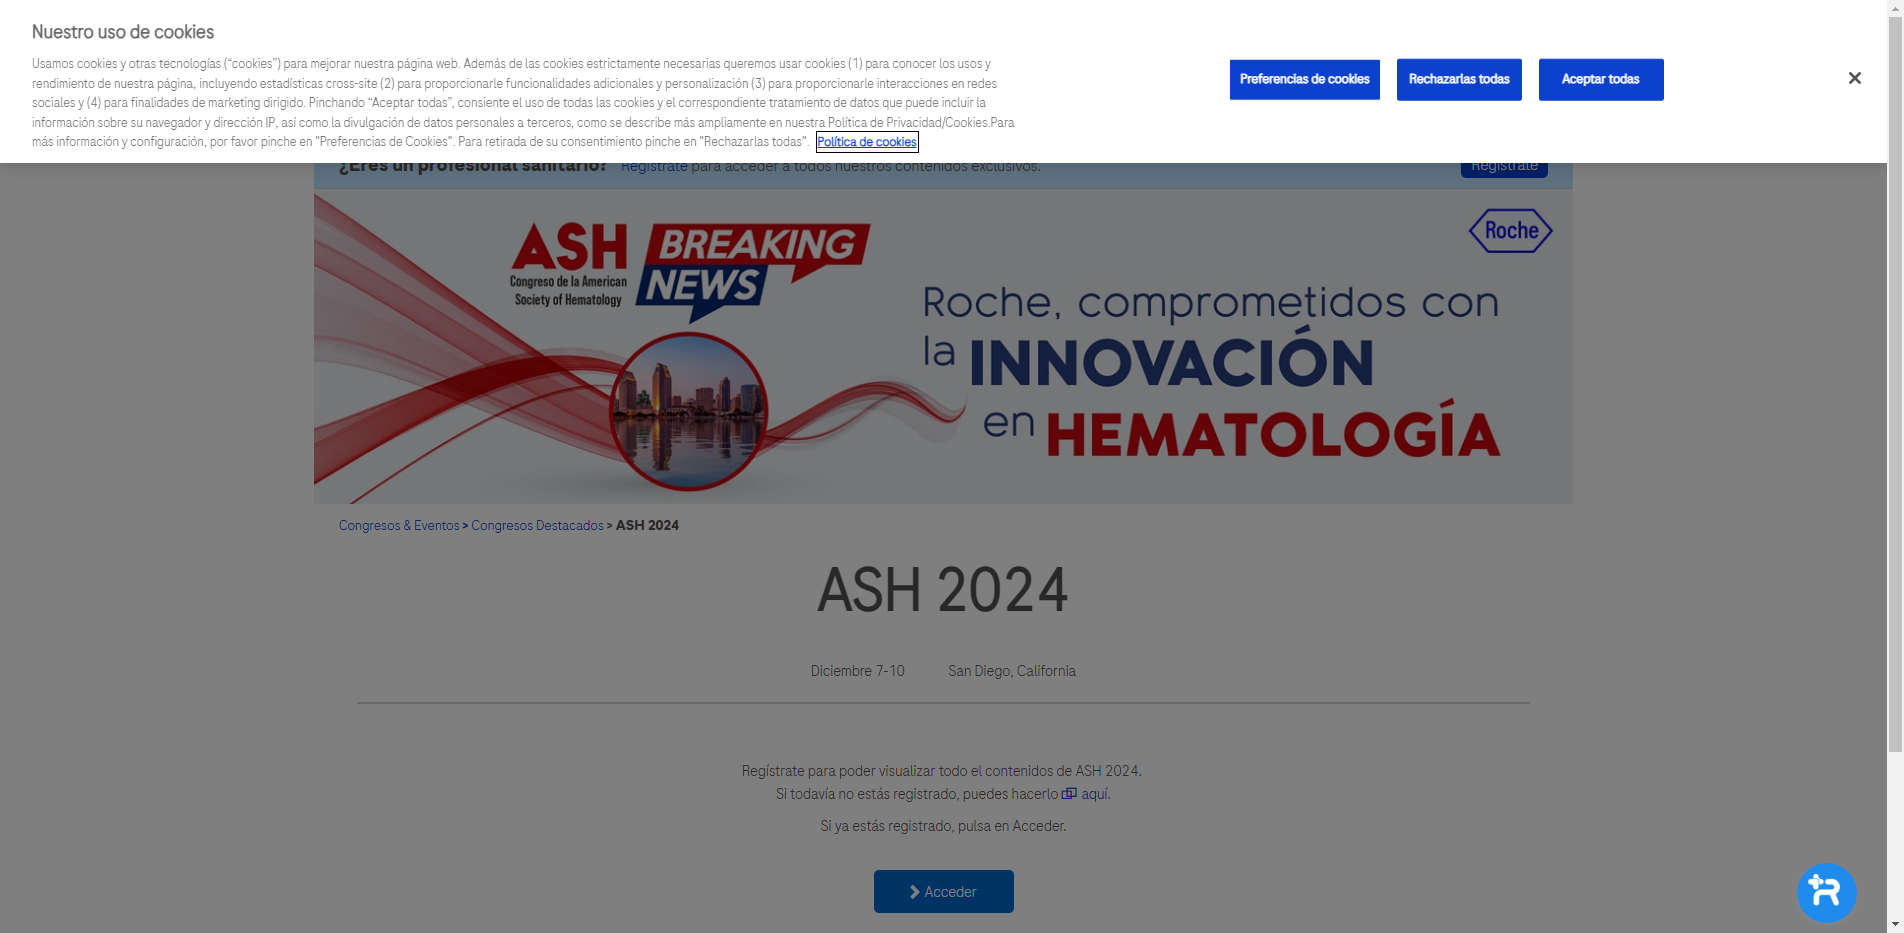 Nuestro uso de cookies
Usamos cookies y otras tecnologías (“cookies”) para mejorar nuestra página web. Además de las cookies estrictamente necesarias queremos usar cookies (1) para conocer los usos y
rendimiento de nuestra página, incluyendo estadísticas cross-site (2) para proporcionarle funcionalidades adicionales y personalización (3) para proporcionarle interacciones en redes
sociales y (4) para finalidades de marketing dirigido. Pinchando “Aceptar todas”, consiente el uso de todas las cookies y el correspondiente tratamiento de datos que puede incluir la
información sobre su navegador y dirección IP, así como la divulgación de datos personales a terceros, como se describe más ampliamente en nuestra Política de Privacidad/Cookies.Para
más información y configuración, por favor pinche en "Preferencias de Cookies". Para retirada de su consentimiento pinche en "Rechazarlas todas". Política de cookies
Preferencias de cookies
Rechazarlas todas
Aceptar todas
¿Eres un profesional sanitario? Regístrate para acceder a todos nuestros contenidos exclusivos.
Regístrate
ASH BREAKING NEWS
Congreso de la American
Society of Hematology
Roche
Roche, comprometidos con
la INNOVACIÓN
en HEMATOLOGÍA
Congresos & Eventos > Congresos Destacados > ASH 2024
ASH 2024
Diciembre 7-10 San Diego, California
Regístrate para poder visualizar todo el contenidos de ASH 2024.
Si todavía no estás registrado, puedes hacerlo aquí.
Si ya estás registrado, pulsa en Acceder.
Acceder